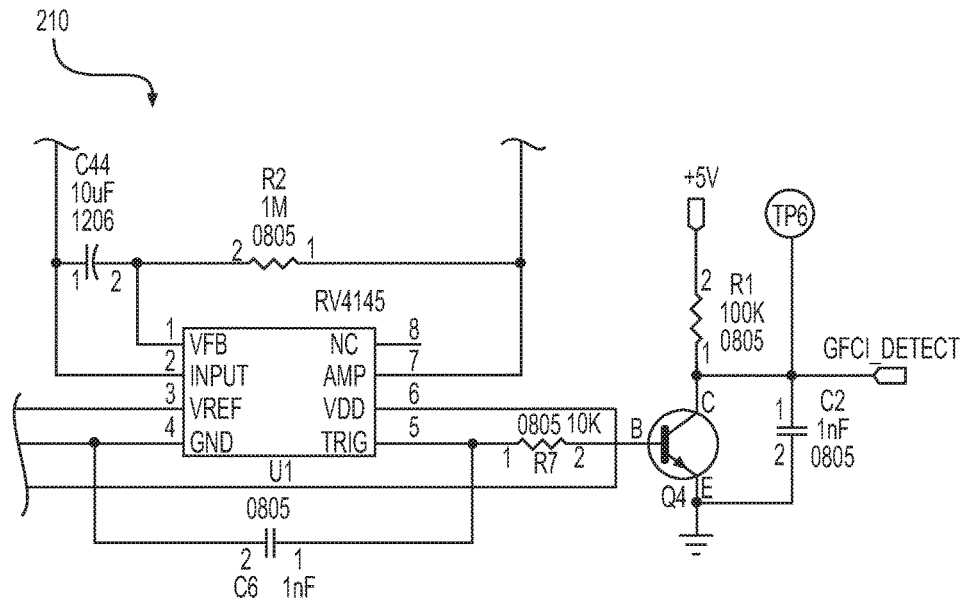 210
C44
10uF
1206
1 2
R2
1M
0805
2 1
RV4145
1 VFB NC 8
2 INPUT AMP 7
3 VREF VDD 6
4 GND TRIG 5
U1
0805 10K
1 R7 2
0805
2 1
C6 1nF
+5V
TP6
2
R1
100K
0805
1
GFCI_DETECT
B
C
E
Q4
1
C2
1nF
0805
2